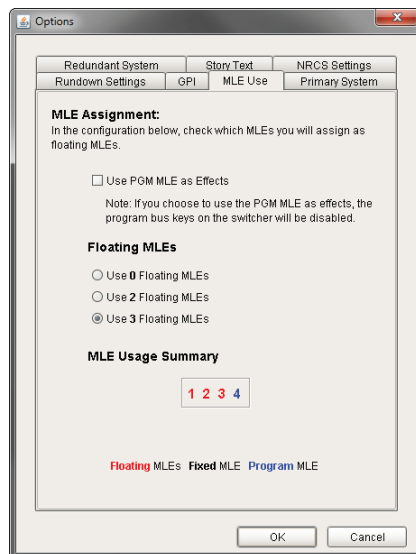 Options
Redundant System Story Text NRCS Settings
Rundown Settings GPI MLE Use Primary System
MLE Assignment:
In the configuration below, check which MLEs you will assign as
floating MLEs.
Use PGM MLE as Effects
Note: If you choose to use the PGM MLE as effects, the
program bus keys on the switcher will be disabled.
Floating MLEs
Use 0 Floating MLEs
Use 2 Floating MLEs
Use 3 Floating MLEs
MLE Usage Summary
1 2 3 4
Floating MLEs Fixed MLE Program MLE
OK Cancel